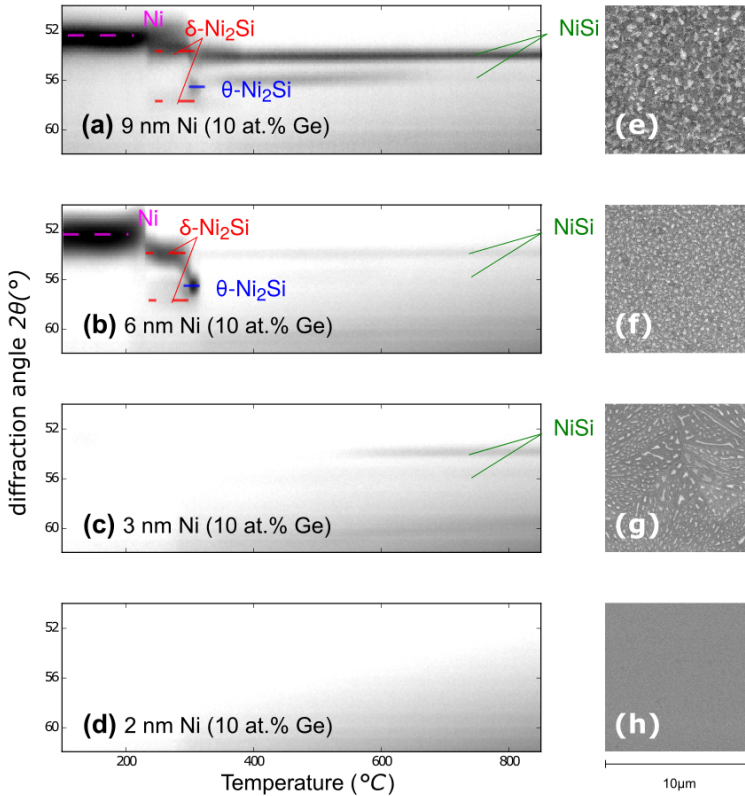 52
56
60
Ni
δ-Ni₂Si
θ-Ni₂Si
NiSi
(a) 9 nm Ni (10 at.% Ge)
(e)
52
56
60
Ni
δ-Ni₂Si
θ-Ni₂Si
NiSi
(b) 6 nm Ni (10 at.% Ge)
(f)
diffraction angle 2θ(°)
52
56
60
NiSi
(c) 3 nm Ni (10 at.% Ge)
(g)
52
56
60
(d) 2 nm Ni (10 at.% Ge)
(h)
200 400 600 800
Temperature (°C)
10μm